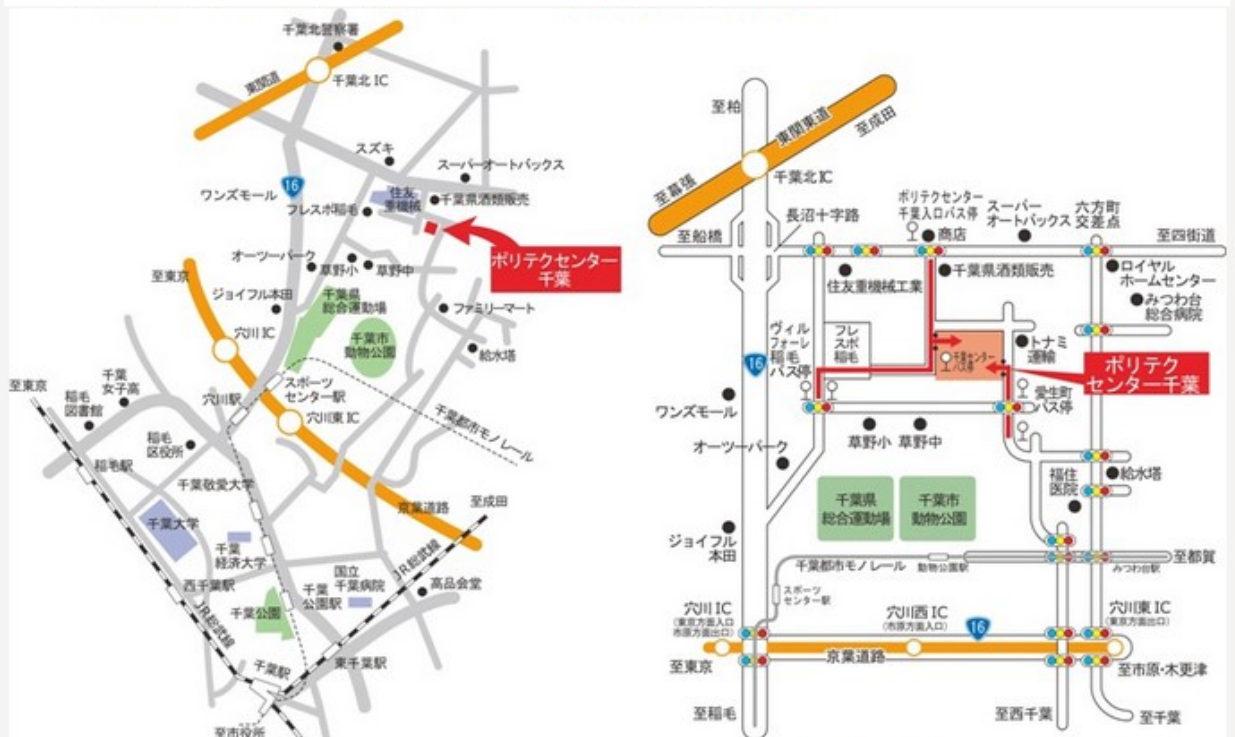 千葉北警察署
東関道
千葉北 IC
スズキ
スーパーオートバックス
ワンズモール
16
住友
重機械
千葉県酒類販売
フレスポ稲毛
ポリテクセンター
千葉
オーツーパーク
草野小
草野中
至東京
ジョイフル本田
千葉県
総合運動場
ファミリーマート
穴川 IC
千葉市
動物公園
給水塔
至東京
千葉
女子高
稲毛
図書館
穴川駅
スポーツ
センター駅
穴川東 IC
千葉都市モノレール
稲毛
区役所
稲毛駅
千葉敬愛大学
千葉大学
京葉道路
至成田
千葉
経済大学
西千葉駅
国立
千葉病院
JR総武線
千葉
公園駅
高品会堂
千葉公園
JR総武線
千葉駅
東千葉駅
至市役所
至柏
東関東道
至成田
至幕張
千葉北IC
ポリテクセンター
千葉入口バス停
スーパー
オートバックス
六方町
交差点
長沼十字路
至船橋
商店
至四街道
住友重機械工業
千葉県酒類販売
ロイヤル
ホームセンター
みつわ台
総合病院
ヴィル
フォーレ
稲毛
バス停
フレ
スポ
稲毛
16
千葉センター
バス停
トナミ
運輸
ポリテク
センター千葉
愛生町
バス停
ワンズモール
オーツーパーク
草野小
草野中
福住
医院
給水塔
千葉県
総合運動場
千葉市
動物公園
ジョイフル
本田
千葉都市モノレール
動物公園駅
みつわ台駅
至都賀
スポーツ
センター駅
穴川 IC
(東京方面入口
市原方面出口)
穴川西 IC
(市原方面入口)
16
穴川東 IC
(東京方面出口)
至東京
京葉道路
至市原・木更津
至稲毛
至西千葉
至千葉